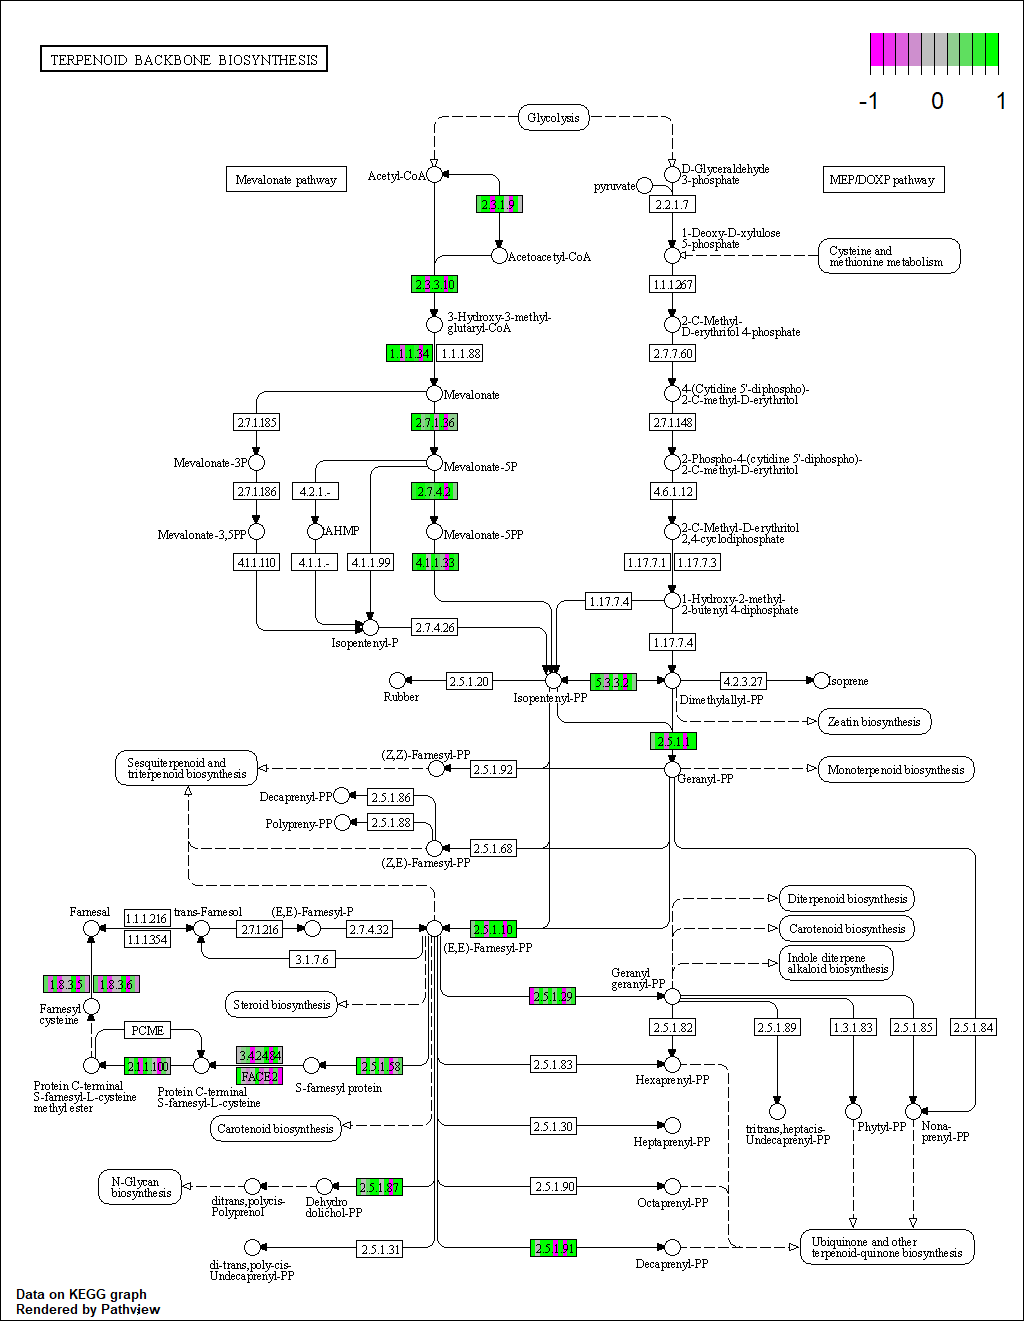 TERPENOID BACKBONE BIOSYNTHESIS
-1
0
1
Glycolysis
Mevalonate pathway
Acetyl-CoA
D-Glyceraldehyde
3-phosphate
pyruvate
MEP/DOXP pathway
2.3.1.9
2.2.1.7
1-Deoxy-D-xylulose
5-phosphate
Acetoacetyl-CoA
Cysteine and
methionine metabolism
2.3.3.10
1.1.1.267
3-Hydroxy-3-methyl-
glutaryl-CoA
2-C-Methyl-
D-erythritol 4-phosphate
1.1.1.34
1.1.1.88
2.7.7.60
Mevalonate
4-(Cytidine 5'-diphospho)-
2-C-methyl-D-erythritol
2.7.1.185
2.7.1.36
2.7.1.148
Mevalonate-3P
Mevalonate-5P
2-Phospho-4-(cytidine 5'-diphospho)-
2-C-methyl-D-erythritol
2.7.1.186
4.2.1.-
2.7.4.2
4.6.1.12
Mevalonate-3,5PP
tAHMP
Mevalonate-5PP
2-C-Methyl-D-erythritol
2,4-cyclodiphosphate
4.1.1.110
4.1.1.-
4.1.1.99
4.1.1.33
1.17.7.1
1.17.7.3
1.17.7.4
1-Hydroxy-2-methyl-
2-butenyl 4-diphosphate
2.7.4.26
Isopentenyl-P
1.17.7.4
Rubber
2.5.1.20
Isopentenyl-PP
5.3.3.2
Dimethylallyl-PP
4.2.3.27
Isoprene
Zeatin biosynthesis
2.5.1.1
Sesquiterpenoid and
triterpenoid biosynthesis
(Z,Z)-Farnesyl-PP
2.5.1.92
Geranyl-PP
Monoterpenoid biosynthesis
Decaprenyl-PP
2.5.1.86
Polypreny-PP
2.5.1.88
2.5.1.68
(Z,E)-Farnesyl-PP
Farnesal
1.1.1.216
1.1.1.354
trans-Farnesol
2.7.1.216
(E,E)-Farnesyl-P
2.7.4.32
2.5.1.10
(E,E)-Farnesyl-PP
Diterpenoid biosynthesis
Carotenoid biosynthesis
Indole diterpene
alkaloid biosynthesis
3.1.7.6
1.8.3.5
1.8.3.6
Geranyl
geranyl-PP
2.5.1.29
Farnesyl
cysteine
Steroid biosynthesis
PCME
2.5.1.82
2.5.1.89
1.3.1.83
2.5.1.85
2.5.1.84
3.4.24.84
2.1.1.100
FACE2
2.5.1.58
2.5.1.83
Protein C-terminal
S-farnesyl-L-cysteine
methyl ester
Protein C-terminal
S-farnesyl-L-cysteine
S-farnesyl protein
Hexaprenyl-PP
Carotenoid biosynthesis
2.5.1.30
Heptaprenyl-PP
tritrans,heptacis-
Undecaprenyl-PP
Phytyl-PP
Nona-
prenyl-PP
N-Glycan
biosynthesis
ditrans,polycis-
Polyprenol
Dehydro
dolichol-PP
2.5.1.87
2.5.1.90
Octaprenyl-PP
di-trans,poly-cis-
Undecaprenyl-PP
2.5.1.31
2.5.1.91
Decaprenyl-PP
Ubiquinone and other
terpenoid-quinone biosynthesis
Data on KEGG graph
Rendered by Pathview